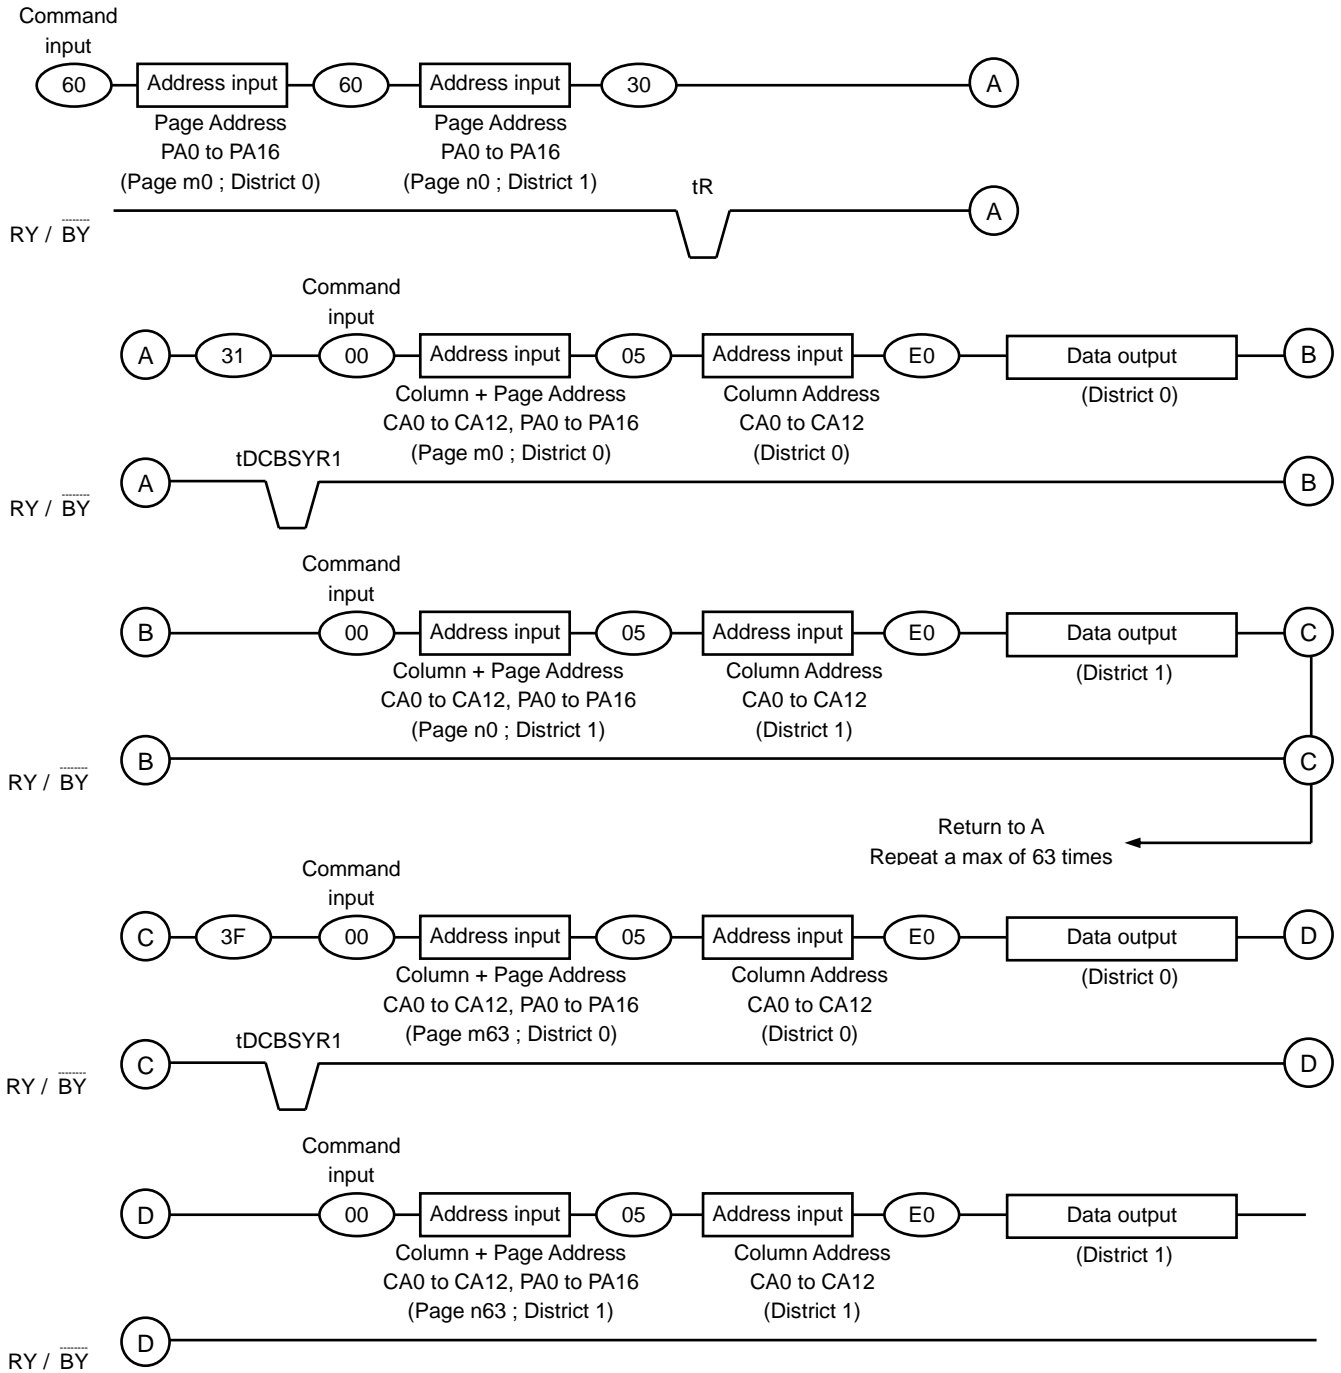 Command
input
60 Address input 60 Address input 30 A
Page Address Page Address
PA0 to PA16 PA0 to PA16
(Page m0 ; District 0) (Page n0 ; District 1)
tR
RY / BY A
Command
input
A 31 00 Address input 05 Address input E0 Data output B
Column + Page Address Column Address (District 0)
CA0 to CA12, PA0 to PA16 CA0 to CA12
(Page m0 ; District 0) (District 0)
tDCBSYR1
RY / BY A B
Command
input
B 00 Address input 05 Address input E0 Data output C
Column + Page Address Column Address (District 1)
CA0 to CA12, PA0 to PA16 CA0 to CA12
(Page n0 ; District 1) (District 1)
RY / BY B C
Return to A
Repeat a max of 63 times
Command
input
C 3F 00 Address input 05 Address input E0 Data output D
Column + Page Address Column Address (District 0)
CA0 to CA12, PA0 to PA16 CA0 to CA12
(Page m63 ; District 0) (District 0)
tDCBSYR1
RY / BY C D
Command
input
D 00 Address input 05 Address input E0 Data output
Column + Page Address Column Address (District 1)
CA0 to CA12, PA0 to PA16 CA0 to CA12
(Page n63 ; District 1) (District 1)
RY / BY D